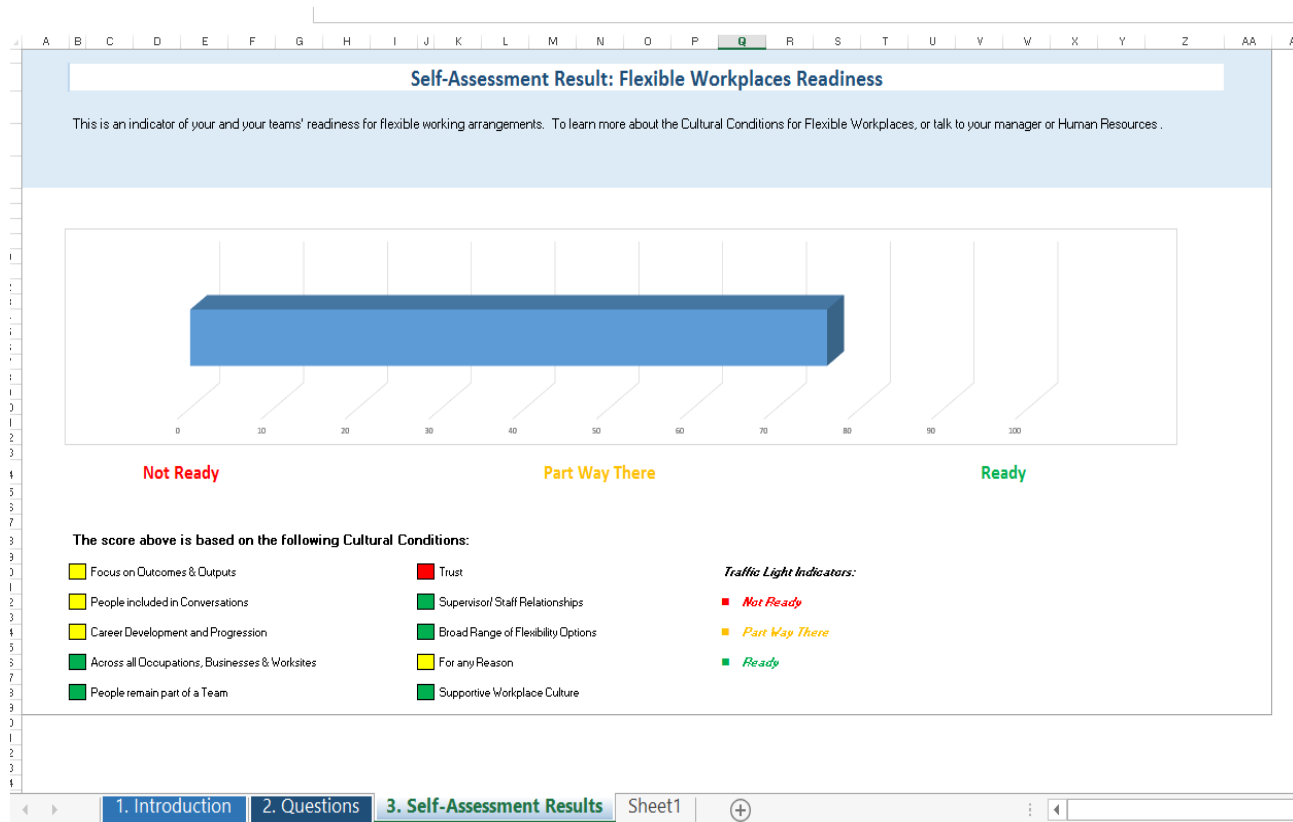 A B C D E F G H I J K L M N O P Q R S T U V W X Y Z AA
Self-Assessment Result: Flexible Workplaces Readiness
This is an indicator of your and your teams' readiness for flexible working arrangements.  To learn more about the Cultural Conditions for Flexible Workplaces, or talk to your manager or Human Resources .
0 10 20 30 40 50 60 70 80 90 100
Not Ready Part Way There Ready
The score above is based on the following Cultural Conditions:
Focus on Outcomes & Outputs Trust Traffic Light Indicators:
People included in Conversations Supervisor/ Staff Relationships Not Ready
Career Development and Progression Broad Range of Flexibility Options Part Way There
Across all Occupations, Businesses & Worksites For any Reason Ready
People remain part of a Team Supportive Workplace Culture
1. Introduction 2. Questions 3. Self-Assessment Results Sheet1